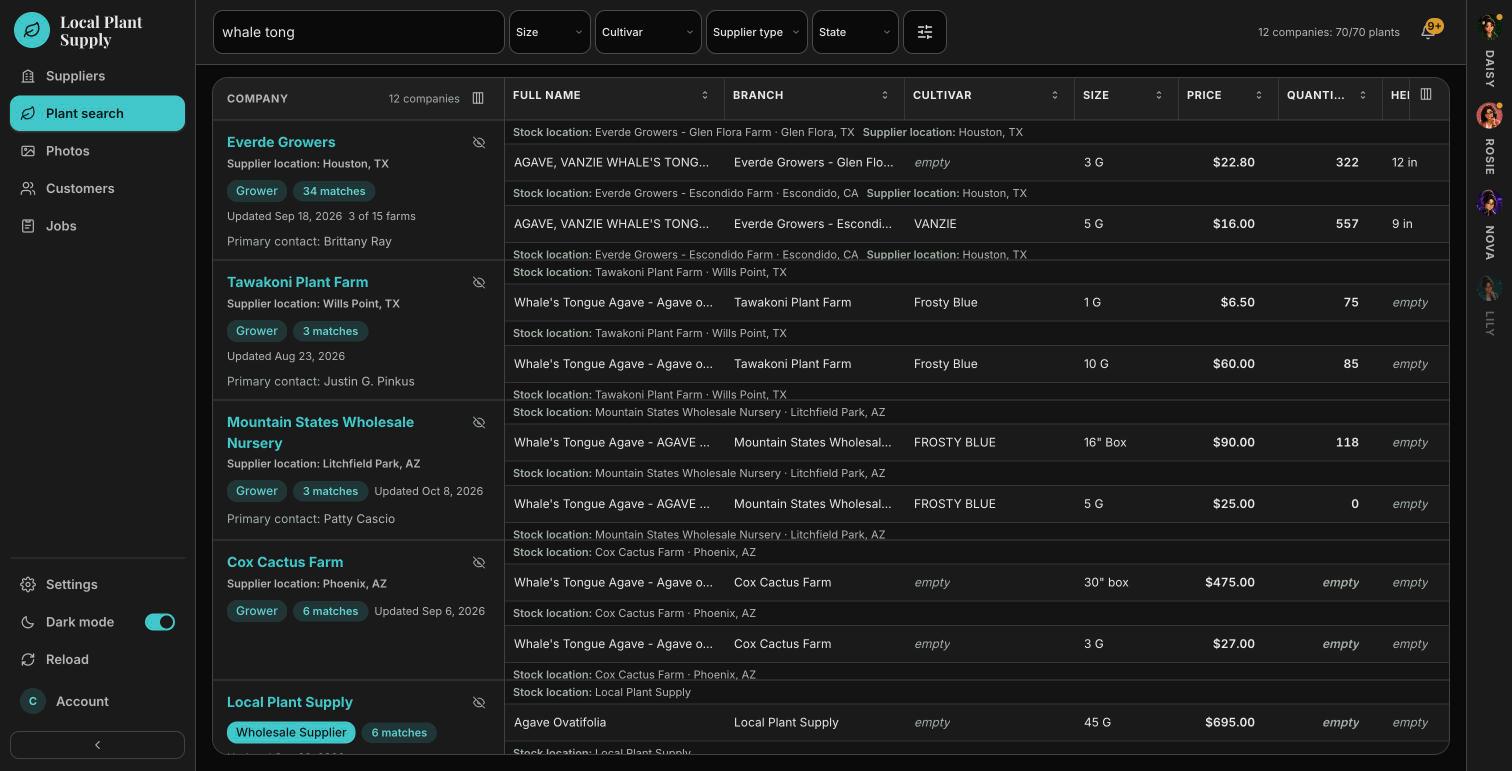 Local Plant
Supply
Suppliers
Plant search
Photos
Customers
Jobs
Settings
Dark mode
Reload
C Account
whale tong
Size
Cultivar
Supplier type
State
12 companies: 70/70 plants
9+
COMPANY 12 companies
FULL NAME BRANCH CULTIVAR SIZE PRICE QUANTI... HEI
Everde Growers
Supplier location: Houston, TX
Grower 34 matches
Updated Sep 18, 2026 3 of 15 farms
Primary contact: Brittany Ray
Stock location: Everde Growers - Glen Flora Farm · Glen Flora, TX Supplier location: Houston, TX
AGAVE, VANZIE WHALE'S TONG... Everde Growers - Glen Flo... empty 3 G $22.80 322 12 in
Stock location: Everde Growers - Escondido Farm · Escondido, CA Supplier location: Houston, TX
AGAVE, VANZIE WHALE'S TONG... Everde Growers - Escondi... VANZIE 5 G $16.00 557 9 in
Stock location: Everde Growers - Escondido Farm · Escondido, CA Supplier location: Houston, TX
Tawakoni Plant Farm
Supplier location: Wills Point, TX
Grower 3 matches
Updated Aug 23, 2026
Primary contact: Justin G. Pinkus
Stock location: Tawakoni Plant Farm · Wills Point, TX
Whale's Tongue Agave - Agave o... Tawakoni Plant Farm Frosty Blue 1 G $6.50 75 empty
Stock location: Tawakoni Plant Farm · Wills Point, TX
Whale's Tongue Agave - Agave o... Tawakoni Plant Farm Frosty Blue 10 G $60.00 85 empty
Stock location: Tawakoni Plant Farm · Wills Point, TX
Mountain States Wholesale
Nursery
Supplier location: Litchfield Park, AZ
Grower 3 matches Updated Oct 8, 2026
Primary contact: Patty Cascio
Stock location: Mountain States Wholesale Nursery · Litchfield Park, AZ
Whale's Tongue Agave - AGAVE ... Mountain States Wholesal... FROSTY BLUE 16" Box $90.00 118 empty
Stock location: Mountain States Wholesale Nursery · Litchfield Park, AZ
Whale's Tongue Agave - AGAVE ... Mountain States Wholesal... FROSTY BLUE 5 G $25.00 0 empty
Stock location: Mountain States Wholesale Nursery · Litchfield Park, AZ
Cox Cactus Farm
Supplier location: Phoenix, AZ
Grower 6 matches Updated Sep 6, 2026
Stock location: Cox Cactus Farm · Phoenix, AZ
Whale's Tongue Agave - Agave o... Cox Cactus Farm empty 30" box $475.00 empty empty
Stock location: Cox Cactus Farm · Phoenix, AZ
Whale's Tongue Agave - Agave o... Cox Cactus Farm empty 3 G $27.00 empty empty
Stock location: Cox Cactus Farm · Phoenix, AZ
Local Plant Supply
Wholesale Supplier 6 matches
Stock location: Local Plant Supply
Agave Ovatifolia Local Plant Supply empty 45 G $695.00 empty empty
Stock location: Local Plant Supply
DAISY
ROSIE
NOVA
LILY